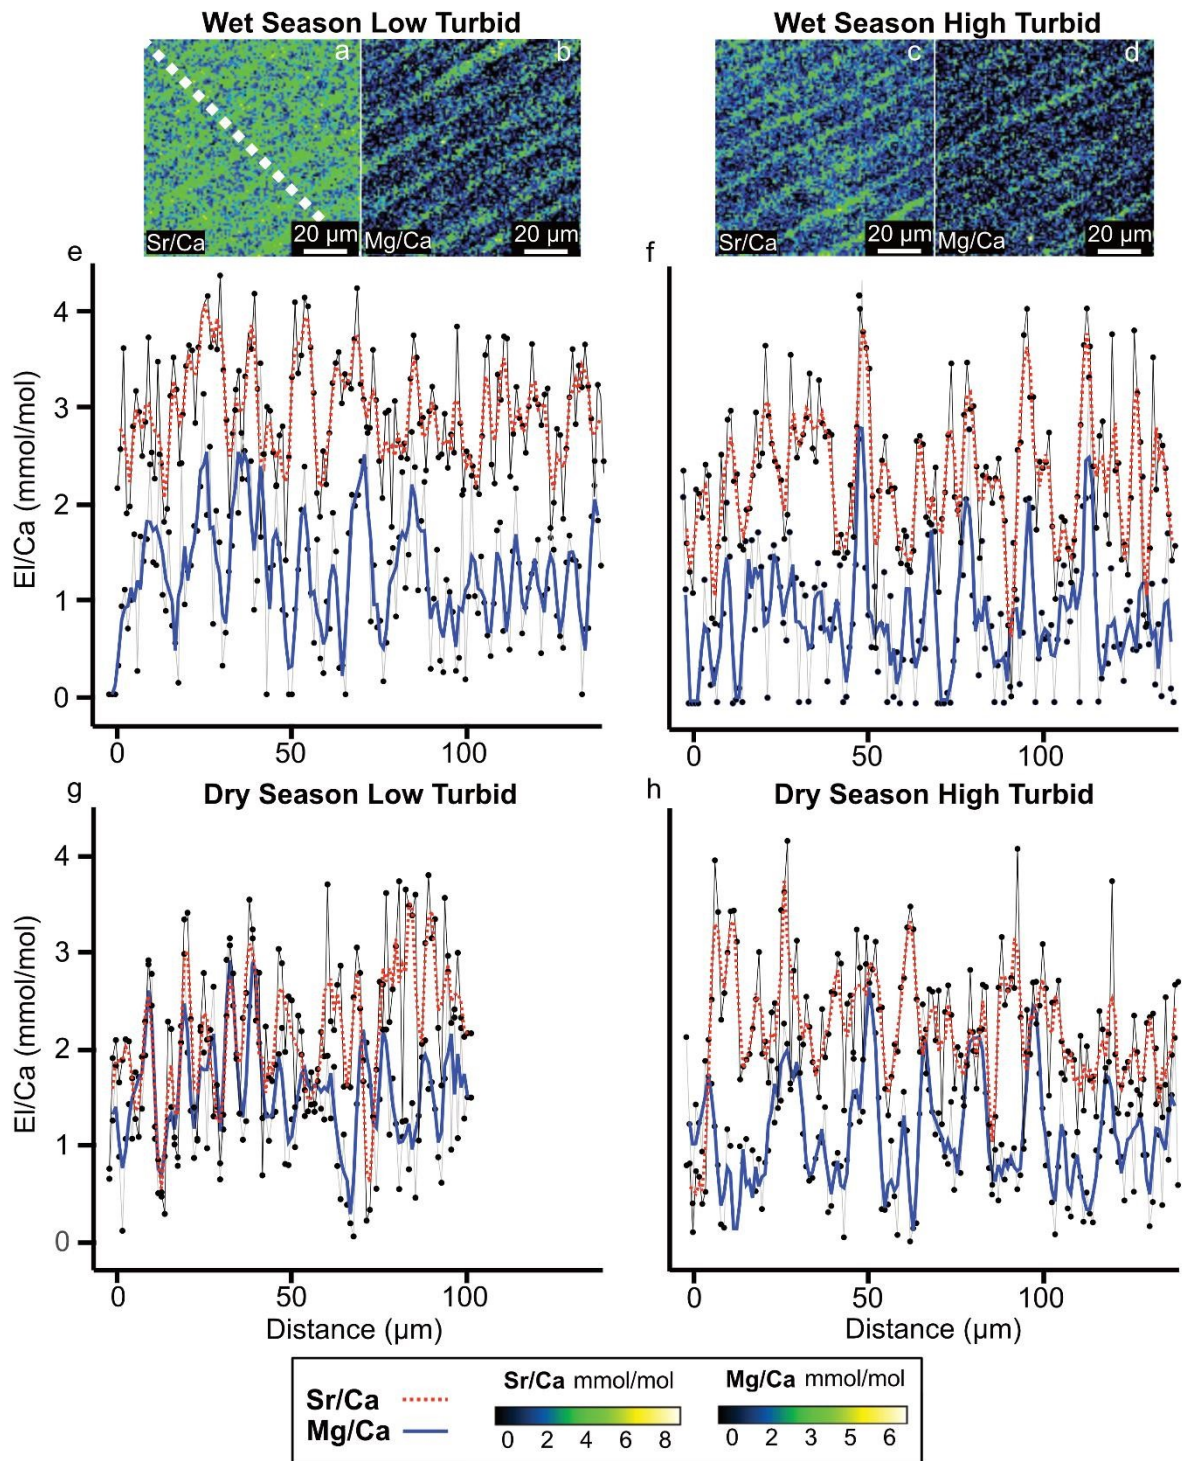 Wet Season Low Turbid
Wet Season High Turbid
a
b
c
d
Sr/Ca
20 µm
Mg/Ca
20 µm
Sr/Ca
20 µm
Mg/Ca
20 µm
e
f
4
3
2
1
0
El/Ca (mmol/mol)
0 50 100
0 50 100
g
Dry Season Low Turbid
h
Dry Season High Turbid
4
3
2
1
0
El/Ca (mmol/mol)
0 50 100
0 50 100
Distance (µm)
Distance (µm)
Sr/Ca mmol/mol
Mg/Ca mmol/mol
Sr/Ca
Mg/Ca
0 2 4 6 8
0 2 3 5 6